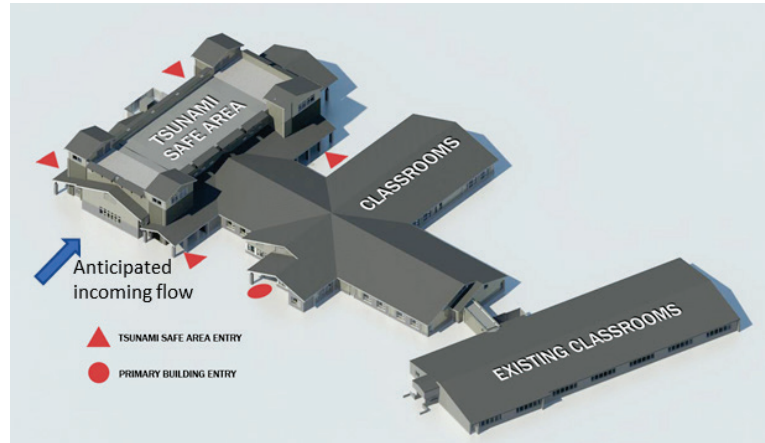 TSUNAMI
SAFE AREA
CLASSROOMS
Anticipated
incoming flow
TSUNAMI SAFE AREA ENTRY
PRIMARY BUILDING ENTRY
EXISTING CLASSROOMS